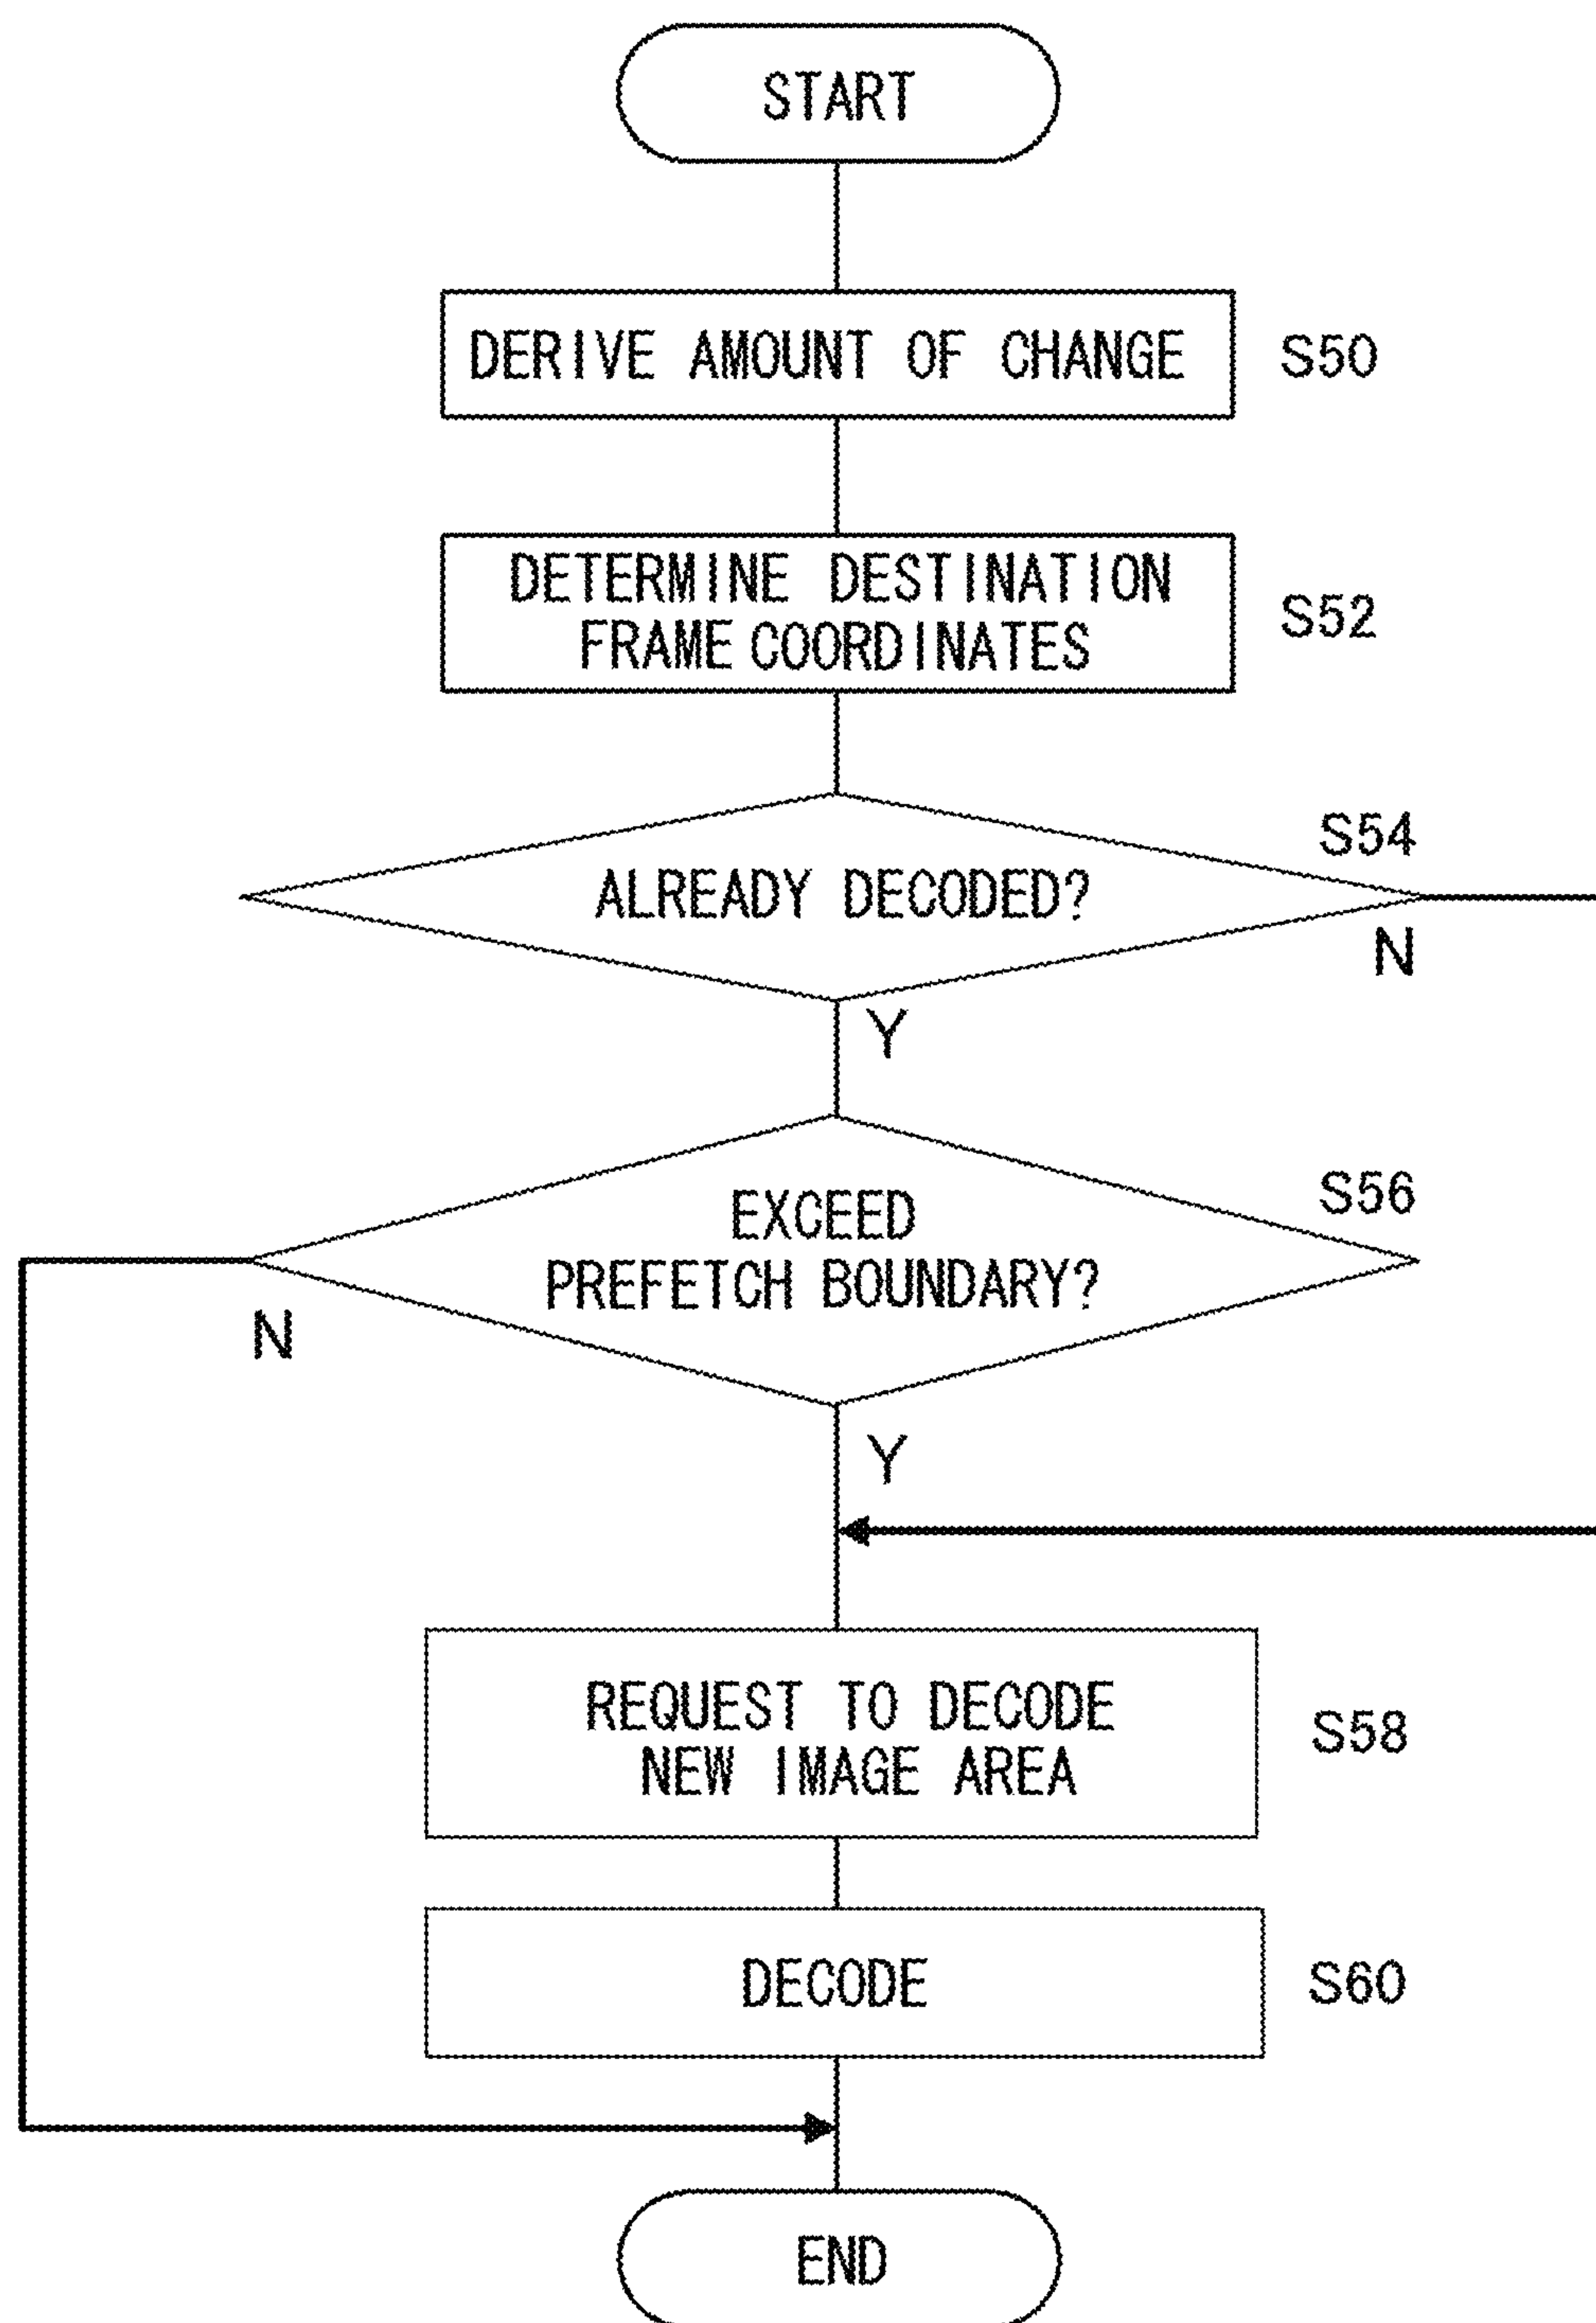 START
DERIVE AMOUNT OF CHANGE
S50
DETERMINE DESTINATION
FRAME COORDINATES
S52
S54
ALREADY DECODED?
N
Y
S56
EXCEED
PREFETCH BOUNDARY?
N
Y
REQUEST TO DECODE
NEW IMAGE AREA
S58
DECODE
S60
END